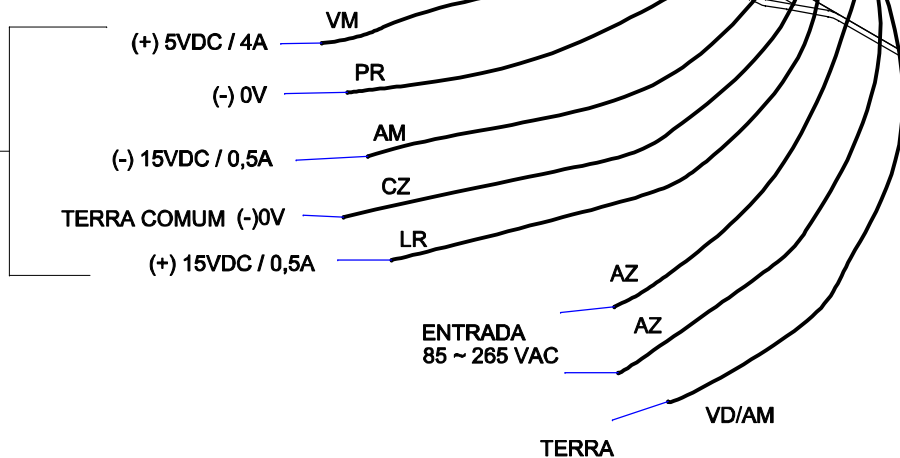 VM
(+) 5VDC / 4A
PR
(-) 0V
AM
(-) 15VDC / 0,5A
CZ
TERRA COMUM (-)0V
LR
(+) 15VDC / 0,5A
AZ
AZ
ENTRADA
85 ~ 265 VAC
VD/AM
TERRA